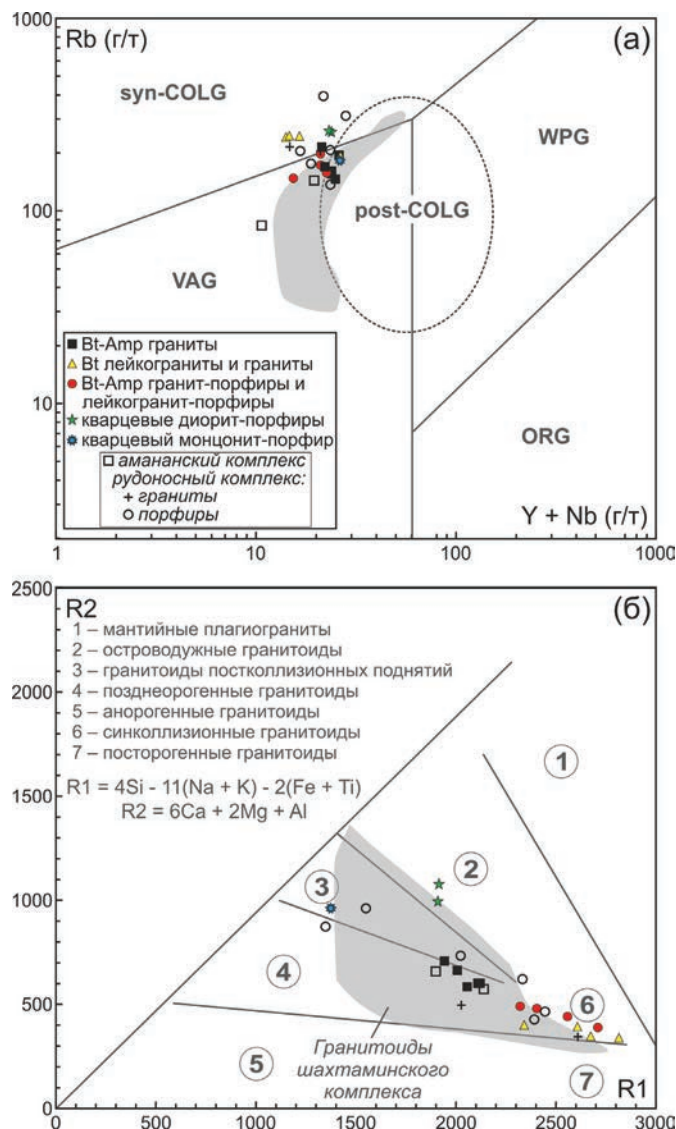 1000
Rb (г/т)
(а)
syn-COLG
WPG
100
post-COLG
VAG
Bt-Amp граниты
Bt лейкограниты и граниты
Bt-Amp гранит-порфиры и
лейкогранит-порфиры
кварцевые диорит-порфиры
кварцевый монцонит-порфир
амананский комплекс
рудоносный комплекс:
граниты
порфиры
10
ORG
Y + Nb (г/т)
1
1 10 100 1000
2500
R2
(б)
1 – мантийные плагиограниты
2 – островодужные гранитоиды
3 – гранитоиды постколлизионных поднятий
4 – позднеорогенные гранитоиды
5 – анорогенные гранитоиды
6 – синколлизионные гранитоиды
7 – посторогенные гранитоиды
R1 = 4Si - 11(Na + K) - 2(Fe + Ti)
R2 = 6Ca + 2Mg + Al
2000
1500
1
2
1000
3
4
500
6
Гранитоиды
шахтаминского
комплекса
5
7
R1
0
0 500 1000 1500 2000 2500 3000